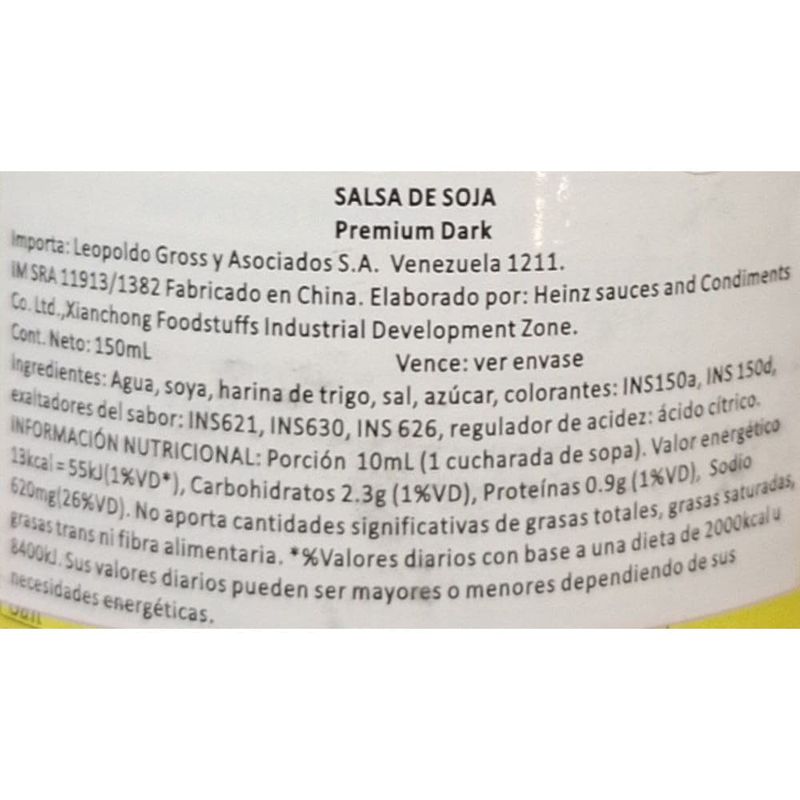 SALSA DE SOJA
Premium Dark
Importa: Leopoldo Gross y Asociados S.A. Venezuela 1211.
IM SRA 11913/1382 Fabricado en China. Elaborado por: Heinz sauces and Condiments
Co. Ltd.,Xianchong Foodstuffs Industrial Development Zone.
Cont. Neto: 150mL
Vence: ver envase
Ingredientes: Agua, soya, harina de trigo, sal, azúcar, colorantes: INS150a, INS 150d,
exaltadores del sabor: INS621, INS630, INS 626, regulador de acidez: ácido cítrico.
INFORMACIÓN NUTRICIONAL: Porción 10mL (1 cucharada de sopa). Valor energético
13kcal = 55kJ(1%VD*), Carbohidratos 2.3g (1%VD), Proteínas 0.9g (1%VD), Sodio
620mg(26%VD). No aporta cantidades significativas de grasas totales, grasas saturadas,
grasas trans ni fibra alimentaria. *%Valores diarios con base a una dieta de 2000kcal u
8400kJ. Sus valores diarios pueden ser mayores o menores dependiendo de sus
necesidades energéticas.